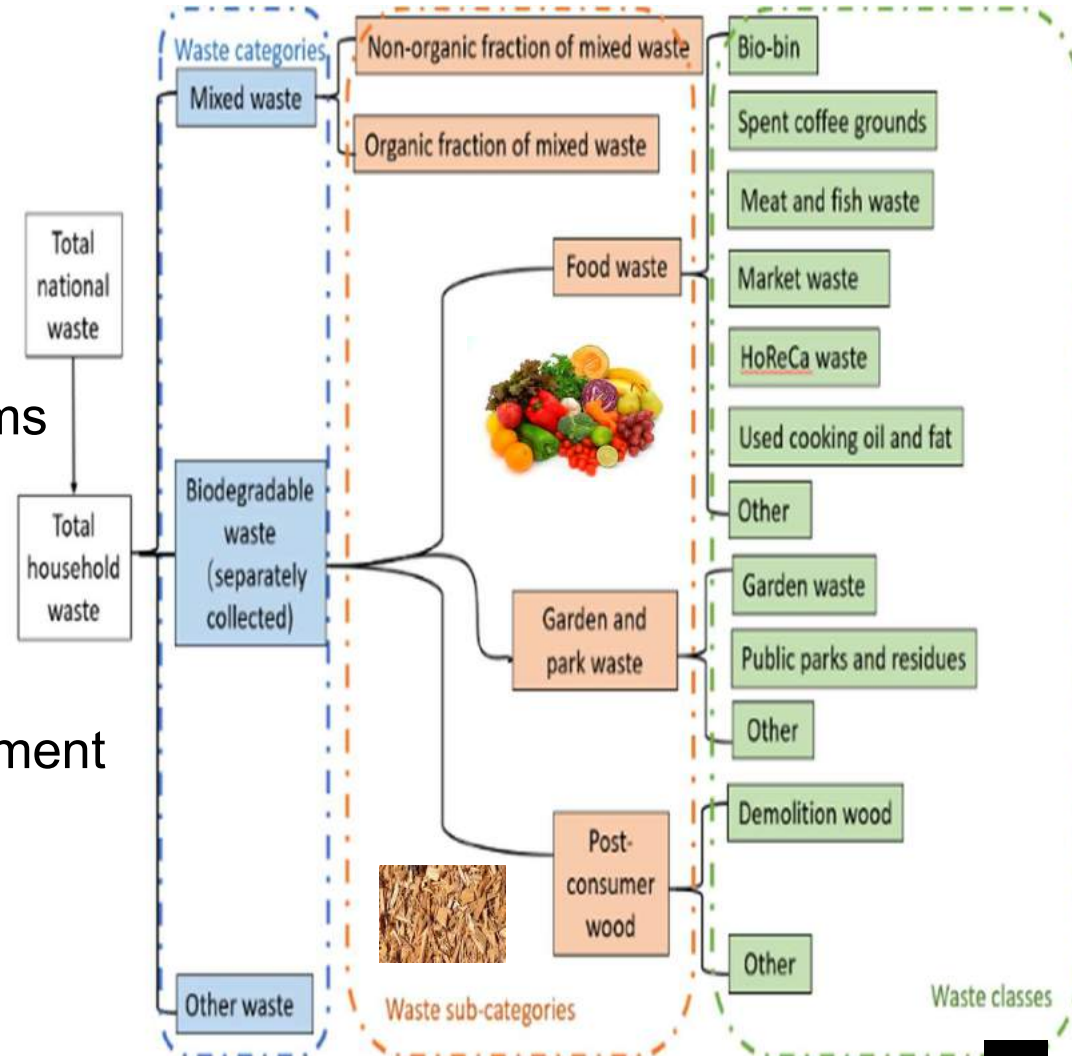 Waste categories
Mixed waste
Non-organic fraction of mixed waste
Organic fraction of mixed waste
Bio-bin
Spent coffee grounds
Meat and fish waste
Market waste
HoReCa waste
Used cooking oil and fat
Other
Food waste
Total
national
waste
ms
Total
household
waste
Biodegradable
waste
(separately
collected)
Garden and
park waste
Garden waste
Public parks and residues
Other
ment
Post-
consumer
wood
Demolition wood
Other
Other waste
Waste sub-categories
Waste classes